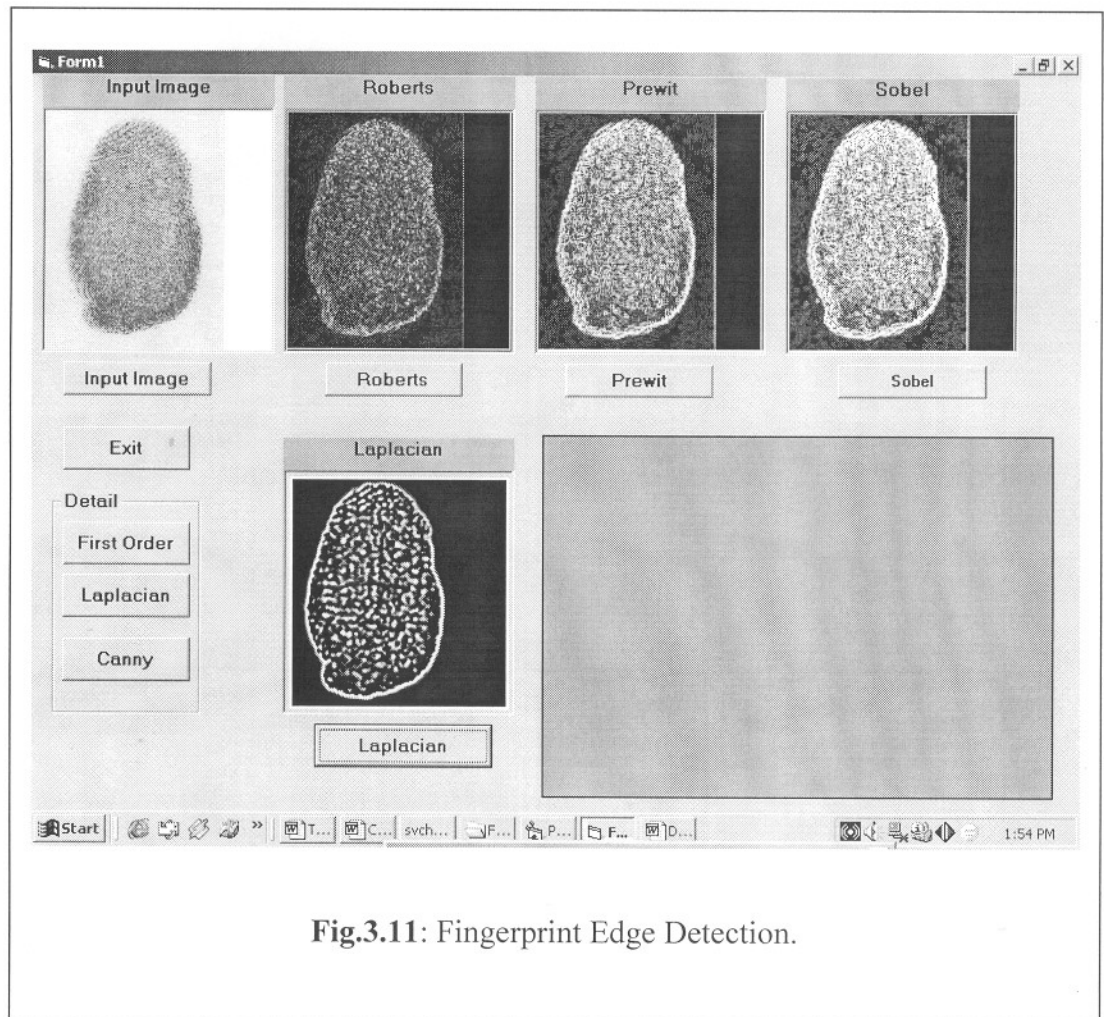 Form1
Input Image Roberts Prewit Sobel
Input Image Roberts Prewit Sobel
Exit
Laplacian
Detail
First Order
Laplacian
Canny
Laplacian
Start » T... C... svch... F... P... F... D... 1:54 PM
Fig.3.11: Fingerprint Edge Detection.